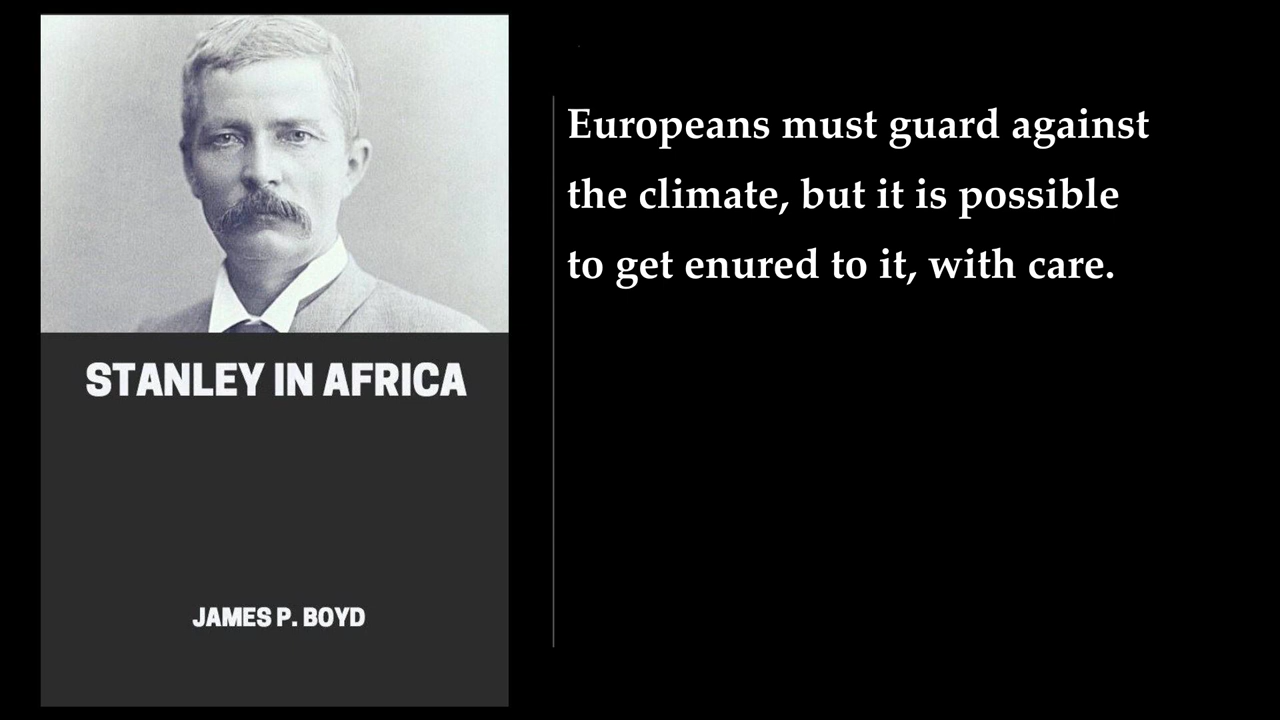 STANLEY IN AFRICA
JAMES P. BOYD
Europeans must guard against
the climate, but it is possible
to get enured to it, with care.